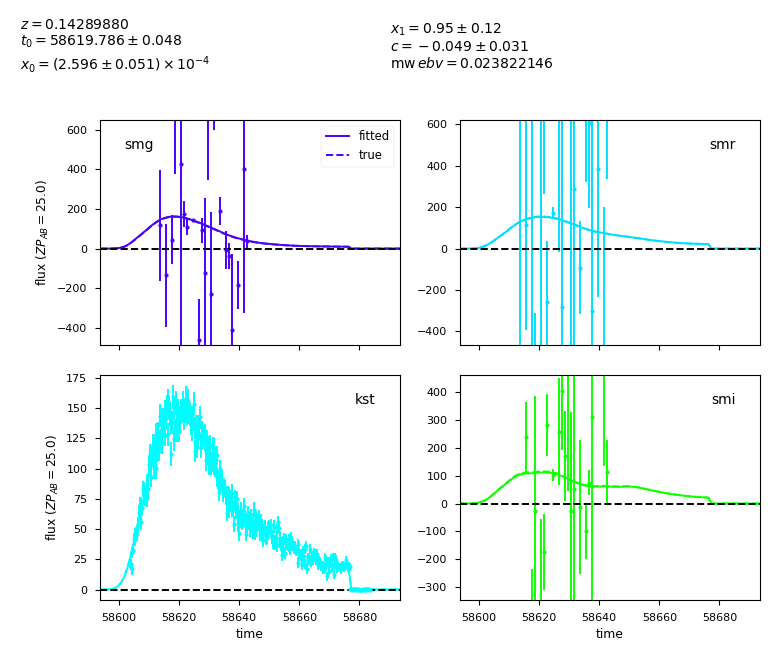 z = 0.14289880
t₀ = 58619.786 ± 0.048
x₀ = (2.596 ± 0.051) × 10⁻⁴
x₁ = 0.95 ± 0.12
c = −0.049 ± 0.031
mw ebv = 0.023822146
smg
fitted
true
600
400
200
0
−200
−400
flux (ZP_AB = 25.0)
smr
600
400
200
0
−200
−400
kst
175
150
125
100
75
50
25
0
flux (ZP_AB = 25.0)
58600 58620 58640 58660 58680
time
smi
400
300
200
100
0
−100
−200
−300
58600 58620 58640 58660 58680
time